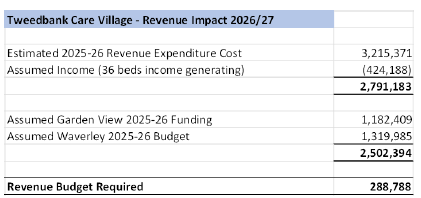 Tweedbank Care Village - Revenue Impact 2026/27
Estimated 2025-26 Revenue Expenditure Cost 3,215,371
Assumed Income (36 beds income generating) (424,188)
2,791,183
Assumed Garden View 2025-26 Funding 1,182,409
Assumed Waverley 2025-26 Budget 1,319,985
2,502,394
Revenue Budget Required 288,788